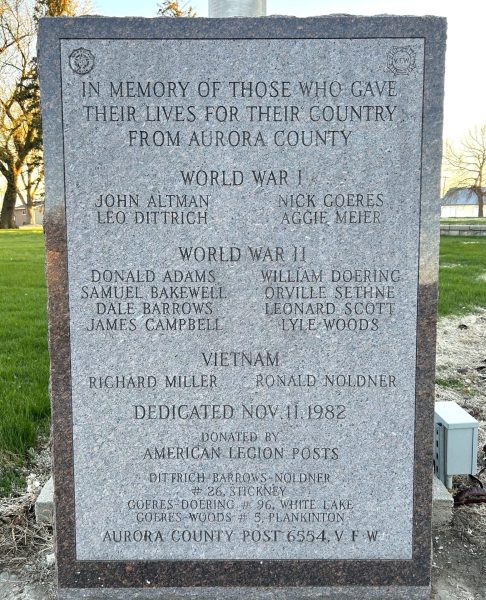 IN MEMORY OF THOSE WHO GAVE
THEIR LIVES FOR THEIR COUNTRY
FROM AURORA COUNTY
WORLD WAR I
JOHN ALTMAN NICK GOERES
LEO DITTRICH AGGIE MEIER
WORLD WAR II
DONALD ADAMS WILLIAM DOERING
SAMUEL BAKEWELL ORVILLE SETHNE
DALE BARROWS LEONARD SCOTT
JAMES CAMPBELL LYLE WOODS
VIETNAM
RICHARD MILLER RONALD NOLDNER
DEDICATED NOV. 11, 1982
DONATED BY
AMERICAN LEGION POSTS
DITTRICH-BARROWS-NOLDNER
# 26, STICKNEY
GOERES-DOERING # 96, WHITE LAKE
GOERES-WOODS # 5, PLANKINTON
AURORA COUNTY POST 6554, V F W